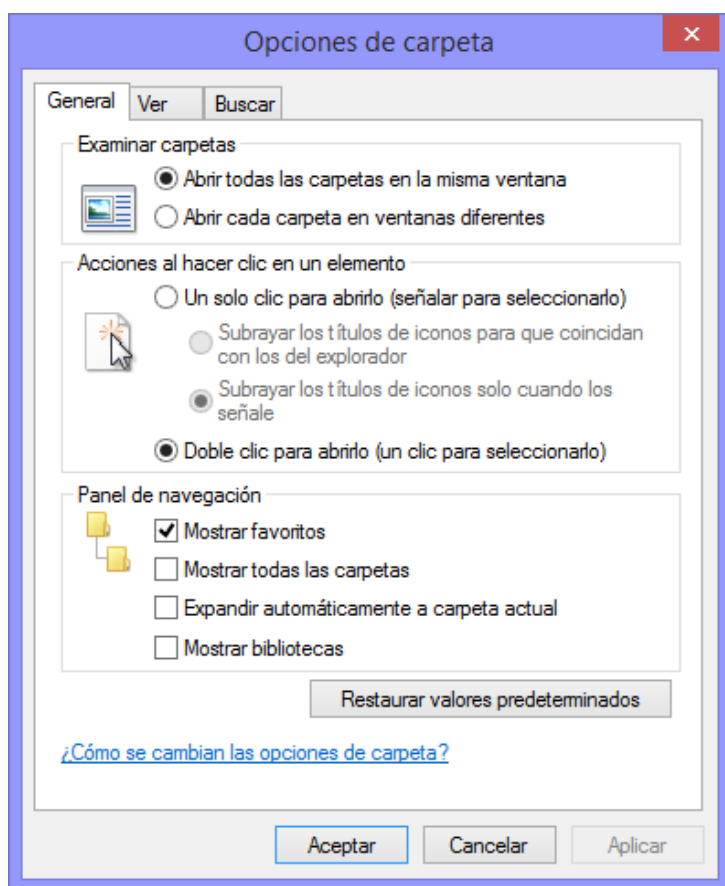 Opciones de carpeta
General Ver Buscar
Examinar carpetas
Abrir todas las carpetas en la misma ventana
Abrir cada carpeta en ventanas diferentes
Acciones al hacer clic en un elemento
Un solo clic para abrirlo (señalar para seleccionarlo)
Subrayar los títulos de iconos para que coincidan
con los del explorador
Subrayar los títulos de iconos solo cuando los
señale
Doble clic para abrirlo (un clic para seleccionarlo)
Panel de navegación
Mostrar favoritos
Mostrar todas las carpetas
Expandir automáticamente a carpeta actual
Mostrar bibliotecas
Restaurar valores predeterminados
¿Cómo se cambian las opciones de carpeta?
Aceptar Cancelar Aplicar